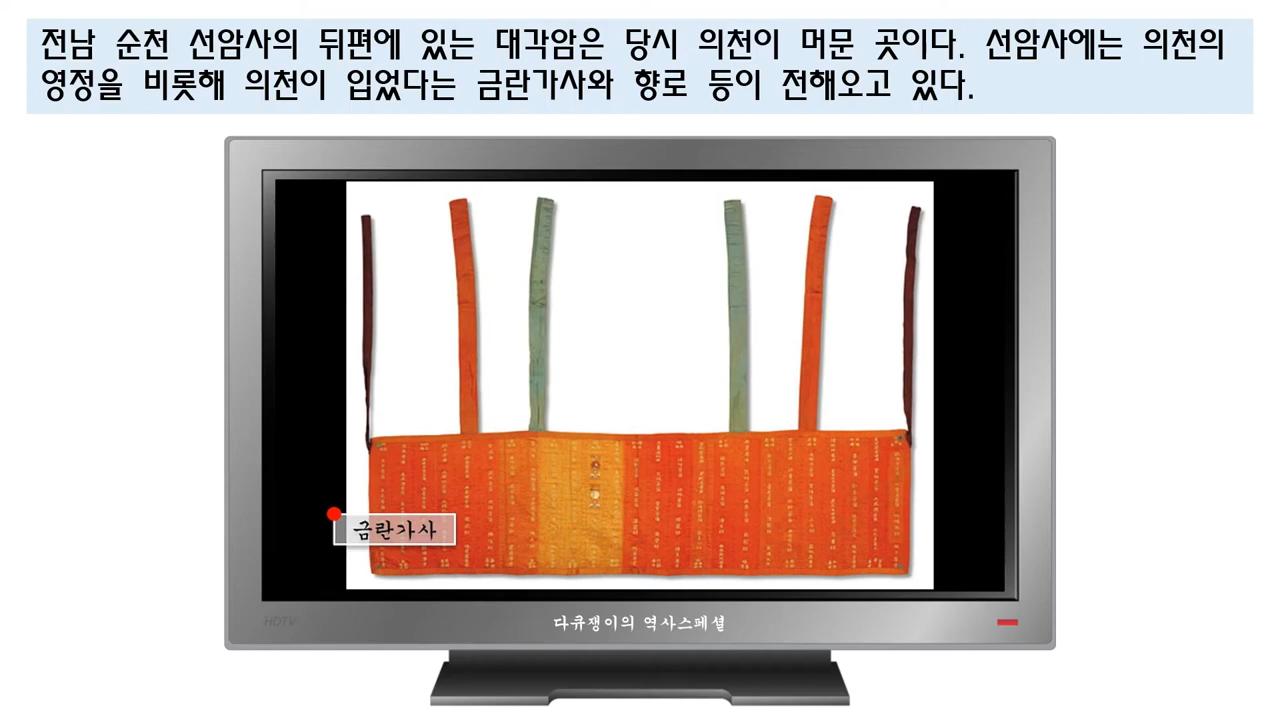 전남 순천 선암사의 뒤편에 있는 대각암은 당시 의천이 머문 곳이다. 선암사에는 의천의
영정을 비롯해 의천이 입었다는 금란가사와 향로 등이 전해오고 있다.
금란가사
HDTV
다큐쟁이의 역사스페셜